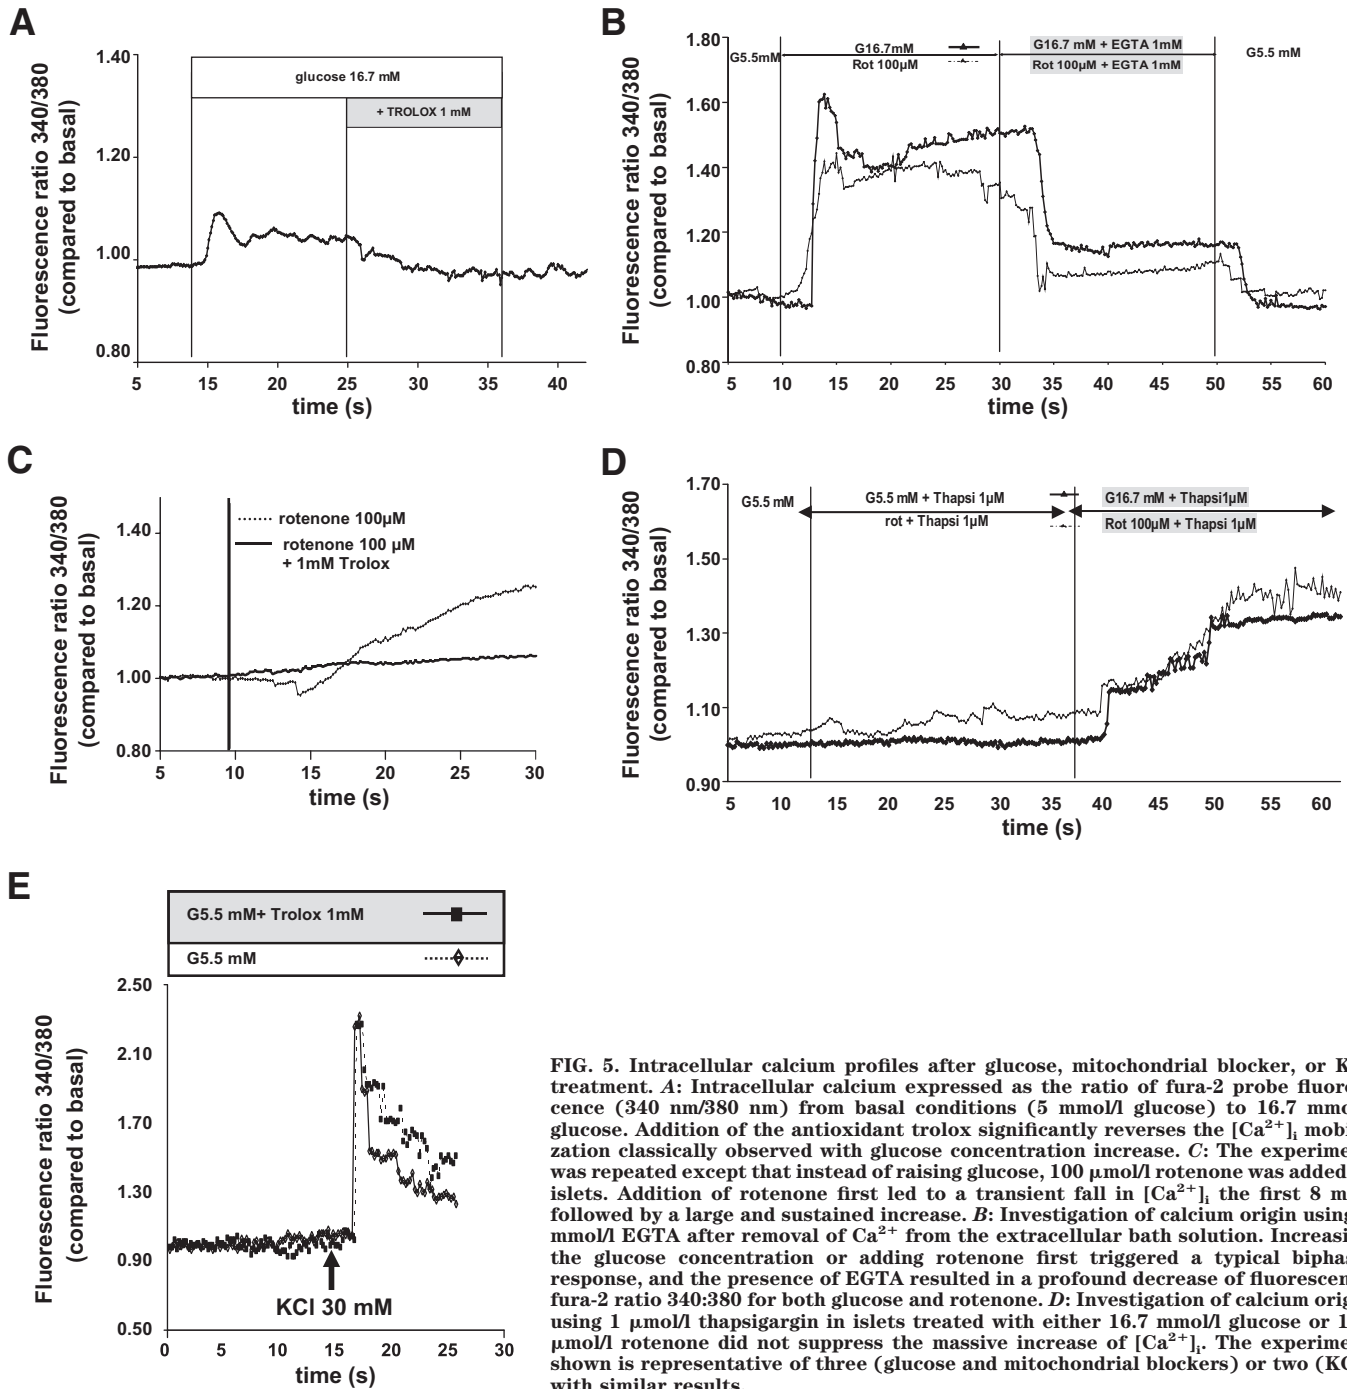 A
Fluorescence ratio 340/380
(compared to basal)
1.40
1.20
1.00
0.80
glucose 16.7 mM
+ TROLOX 1 mM
5 15 20 25 30 35 40
time (s)
B
Fluorescence ratio 340/380
(compared to basal)
1.80
1.60
1.40
1.20
1.00
0.80
G5.5mM
G16.7mM
Rot 100µM
G16.7 mM + EGTA 1mM
Rot 100µM + EGTA 1mM
G5.5 mM
5 10 15 20 25 30 35 40 45 50 55 60
time (s)
C
Fluorescence ratio 340/380
(compared to basal)
1.40
1.20
1.00
0.80
rotenone 100µM
rotenone 100 µM
+ 1mM Trolox
5 10 15 20 25 30
time (s)
D
Fluorescence ratio 340/380
(compared to basal)
1.70
1.50
1.30
1.10
0.90
G5.5 mM
G5.5 mM + Thapsi 1µM
rot + Thapsi 1µM
G16.7 mM + Thapsi1µM
Rot 100µM + Thapsi 1µM
5 10 15 20 25 30 35 40 45 50 55 60
time (s)
E
G5.5 mM+ Trolox 1mM
G5.5 mM
Fluorescence ratio 340/380
(compared to basal)
2.50
2.10
1.70
1.30
0.90
0.50
KCl 30 mM
0 5 10 15 20 25 30
time (s)
FIG. 5. Intracellular calcium profiles after glucose, mitochondrial blocker, or K
treatment. A: Intracellular calcium expressed as the ratio of fura-2 probe fluore
cence (340 nm/380 nm) from basal conditions (5 mmol/l glucose) to 16.7 mmo
glucose. Addition of the antioxidant trolox significantly reverses the [Ca²⁺]ᵢ mobi
zation classically observed with glucose concentration increase. C: The experime
was repeated except that instead of raising glucose, 100 µmol/l rotenone was added
islets. Addition of rotenone first led to a transient fall in [Ca²⁺]ᵢ the first 8 m
followed by a large and sustained increase. B: Investigation of calcium origin using
mmol/l EGTA after removal of Ca²⁺ from the extracellular bath solution. Increasi
the glucose concentration or adding rotenone first triggered a typical bipha
response, and the presence of EGTA resulted in a profound decrease of fluorescen
fura-2 ratio 340:380 for both glucose and rotenone. D: Investigation of calcium orig
using 1 µmol/l thapsigargin in islets treated with either 16.7 mmol/l glucose or 1
µmol/l rotenone did not suppress the massive increase of [Ca²⁺]ᵢ. The experime
shown is representative of three (glucose and mitochondrial blockers) or two (KC
with similar results